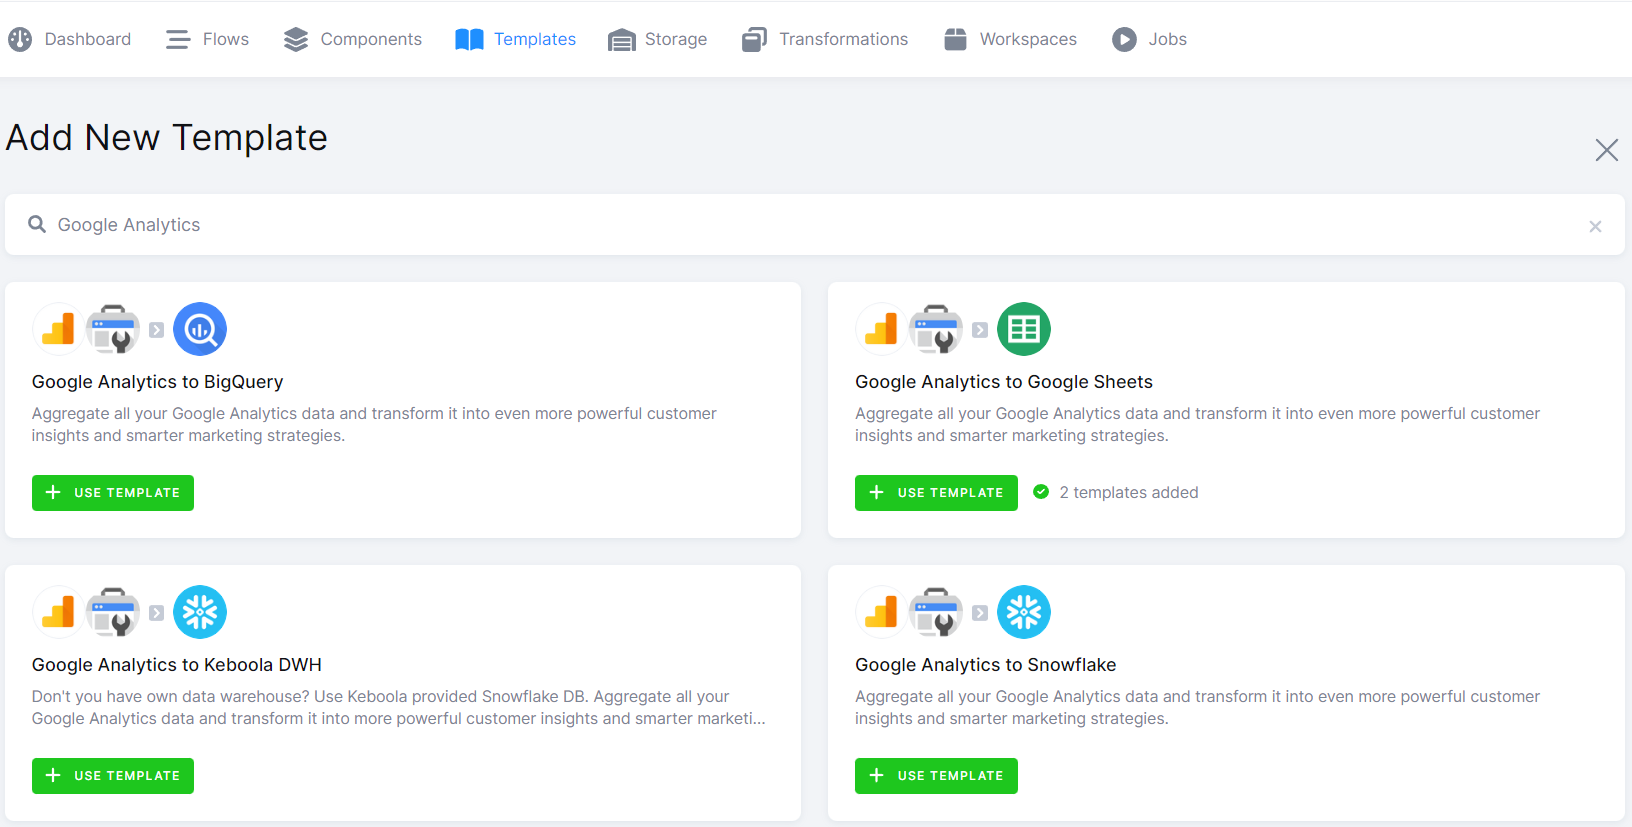 Dashboard Flows Components Templates Storage Transformations Workspaces Jobs
Add New Template
Google Analytics
Google Analytics to BigQuery
Aggregate all your Google Analytics data and transform it into even more powerful customer
insights and smarter marketing strategies.
USE TEMPLATE
Google Analytics to Google Sheets
Aggregate all your Google Analytics data and transform it into even more powerful customer
insights and smarter marketing strategies.
USE TEMPLATE 2 templates added
Google Analytics to Keboola DWH
Don't you have own data warehouse? Use Keboola provided Snowflake DB. Aggregate all your
Google Analytics data and transform it into more powerful customer insights and smarter marketi...
USE TEMPLATE
Google Analytics to Snowflake
Aggregate all your Google Analytics data and transform it into even more powerful customer
insights and smarter marketing strategies.
USE TEMPLATE